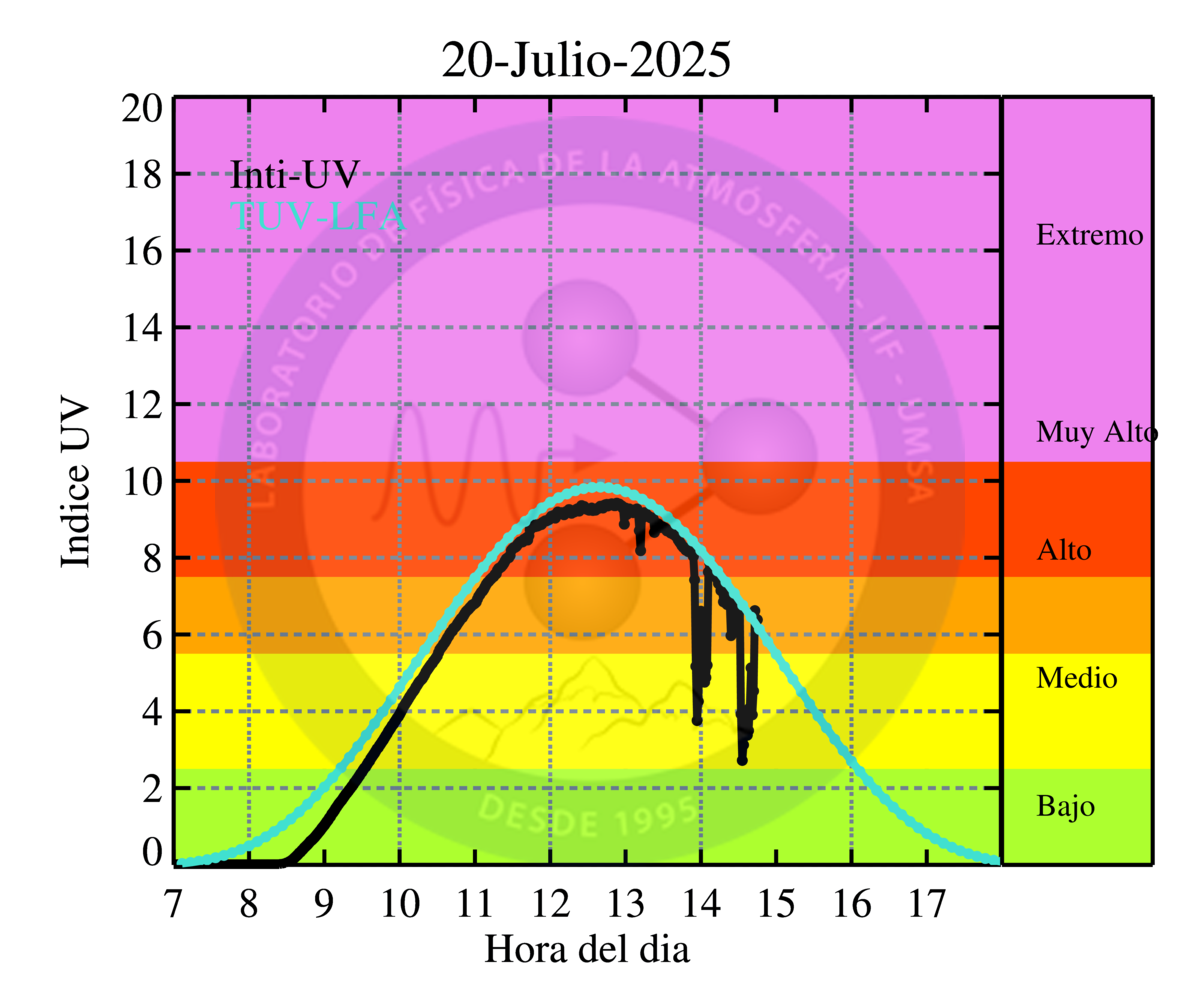 20-Julio-2025
Indice UV
20
18
16
14
12
10
8
6
4
2
0
Inti-UV
TUV-LFA
LABORATORIO DE FÍSICA DE LA ATMÓSFERA - IIF - UMSA
DESDE 1995
Extremo
Muy Alto
Alto
Medio
Bajo
7 8 9 10 11 12 13 14 15 16 17
Hora del dia